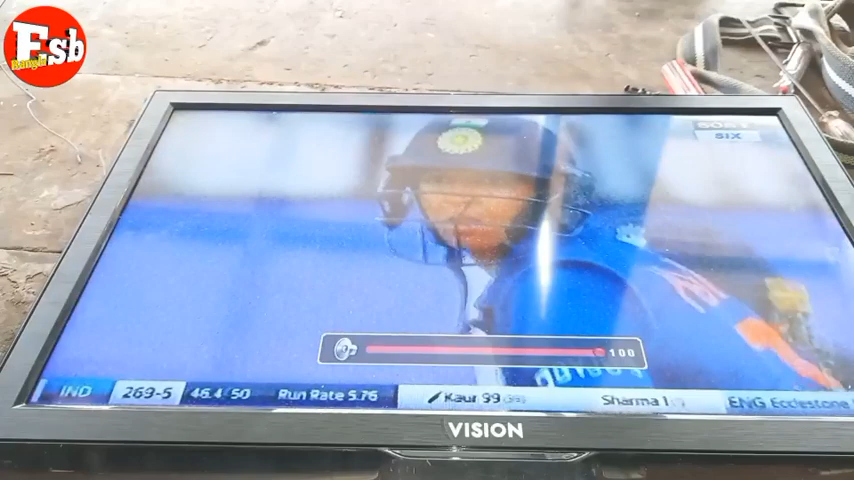 Fsb
Bangla
SIX
100
IND 269-5 46.4/50 Run Rate 5.76 Kaur 99 Sharma ENG Ecclestone
VISION